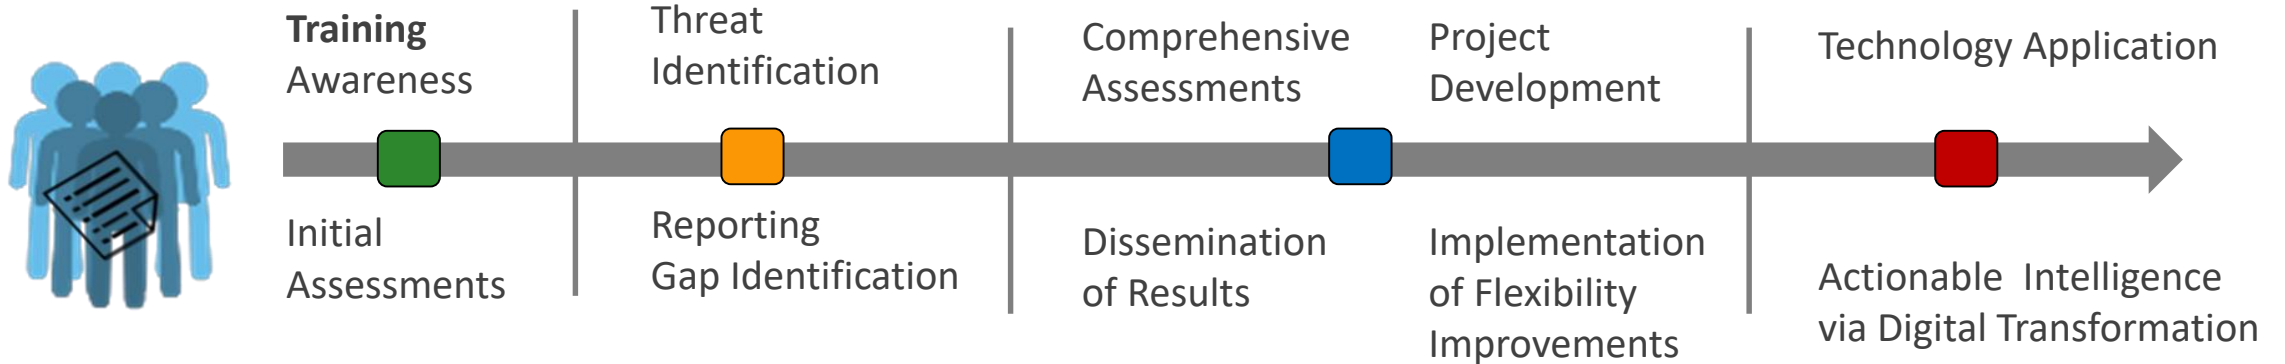 Training
Awareness
Initial
Assessments
Threat
Identification
Reporting
Gap Identification
Comprehensive
Assessments
Dissemination
of Results
Project
Development
Implementation
of Flexibility
Improvements
Technology Application
Actionable Intelligence
via Digital Transformation